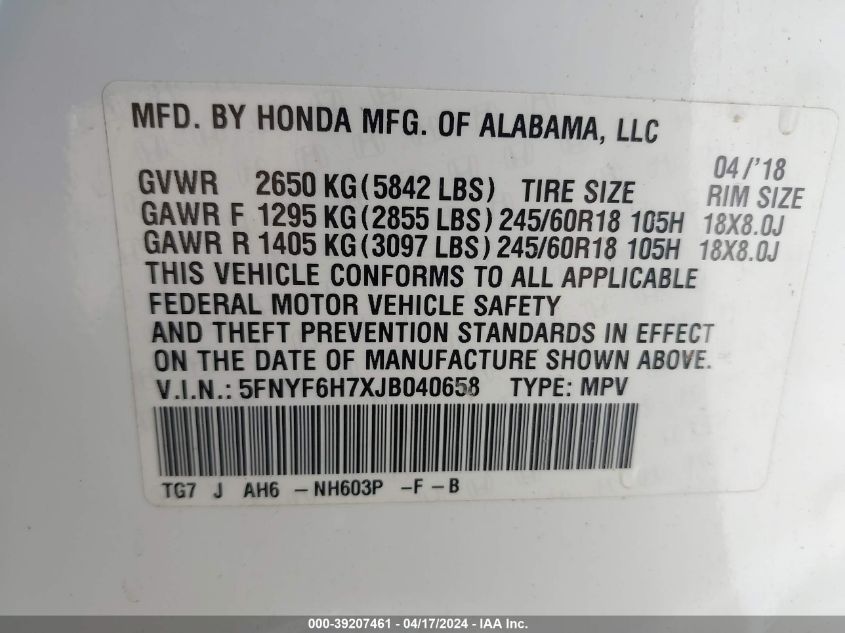 MFD. BY HONDA MFG. OF ALABAMA, LLC
04/'18
GVWR 2650 KG (5842 LBS) TIRE SIZE RIM SIZE
GAWR F 1295 KG (2855 LBS) 245/60R18 105H 18X8.0J
GAWR R 1405 KG (3097 LBS) 245/60R18 105H 18X8.0J
THIS VEHICLE CONFORMS TO ALL APPLICABLE
FEDERAL MOTOR VEHICLE SAFETY
AND THEFT PREVENTION STANDARDS IN EFFECT
ON THE DATE OF MANUFACTURE SHOWN ABOVE.
V.I.N.: 5FNYF6H7XJB040658 TYPE: MPV
TG7 J AH6 -NH603P -F-B
000-39207461 - 04/17/2024 - IAA Inc.